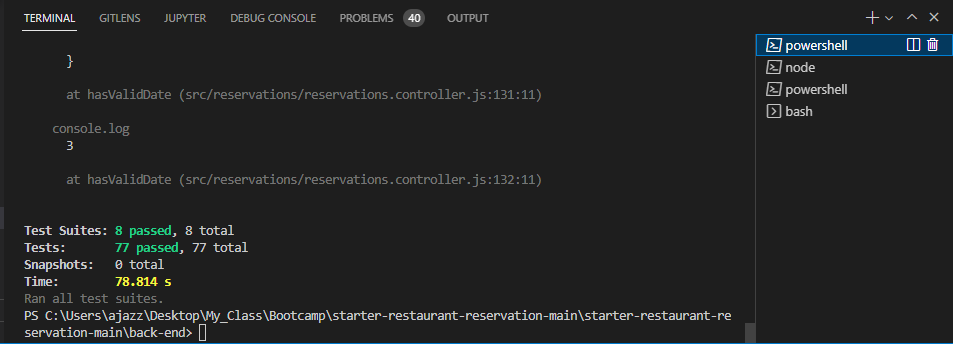 TERMINAL GITLENS JUPYTER DEBUG CONSOLE PROBLEMS 40 OUTPUT
}
at hasValidDate (src/reservations/reservations.controller.js:131:11)
console.log
3
at hasValidDate (src/reservations/reservations.controller.js:132:11)
Test Suites: 8 passed, 8 total
Tests: 77 passed, 77 total
Snapshots: 0 total
Time: 78.814 s
Ran all test suites.
PS C:\Users\ajazz\Desktop\My_Class\Bootcamp\starter-restaurant-reservation-main\starter-restaurant-re
servation-main\back-end>
powershell
node
powershell
bash